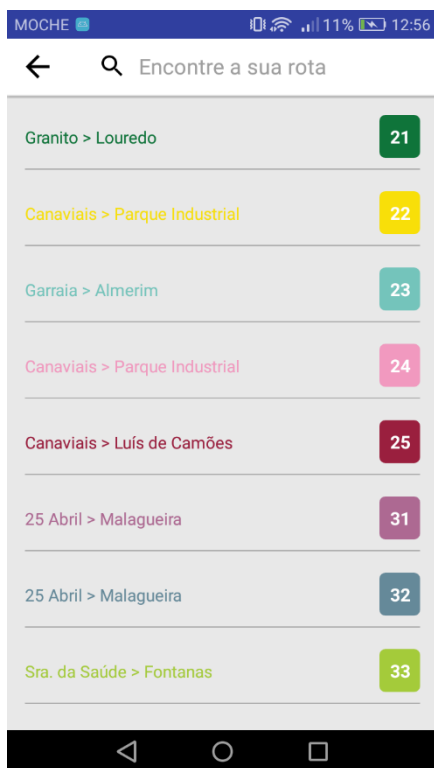 MOCHE 11% 12:56
Encontre a sua rota
Granito > Louredo 21
Canaviais > Parque Industrial 22
Garraia > Almerim 23
Canaviais > Parque Industrial 24
Canaviais > Luís de Camões 25
25 Abril > Malagueira 31
25 Abril > Malagueira 32
Sra. da Saúde > Fontanas 33